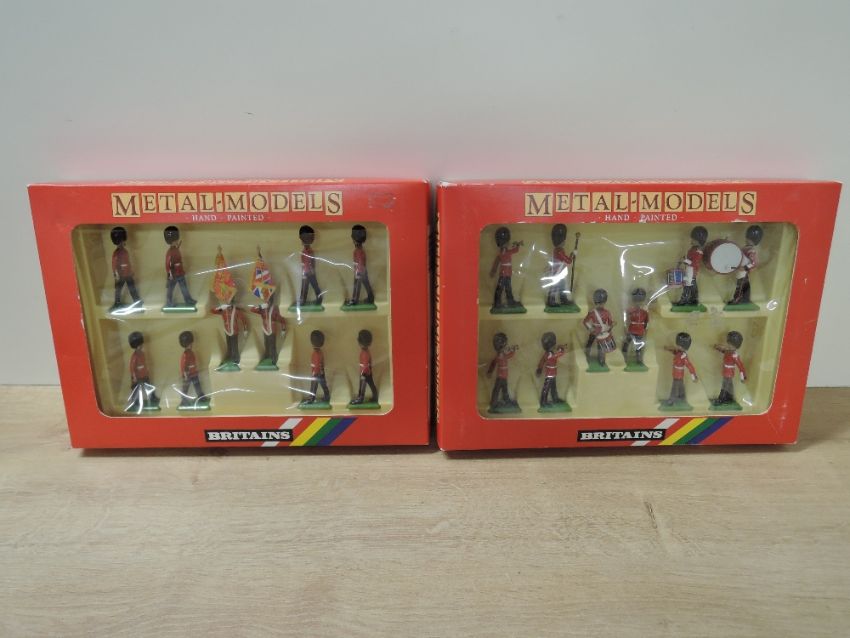 METAL-MODELS
- HAND - PAINTED -
BRITAINS
METAL-MODELS
- HAND - PAINTED -
BRITAINS